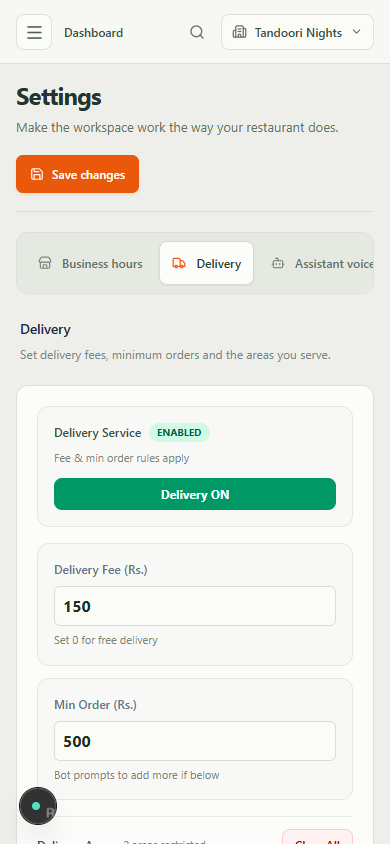 Dashboard
Tandoori Nights
Settings
Make the workspace work the way your restaurant does.
Save changes
Business hours
Delivery
Assistant voice
Delivery
Set delivery fees, minimum orders and the areas you serve.
Delivery Service
ENABLED
Fee & min order rules apply
Delivery ON
Delivery Fee (Rs.)
150
Set 0 for free delivery
Min Order (Rs.)
500
Bot prompts to add more if below